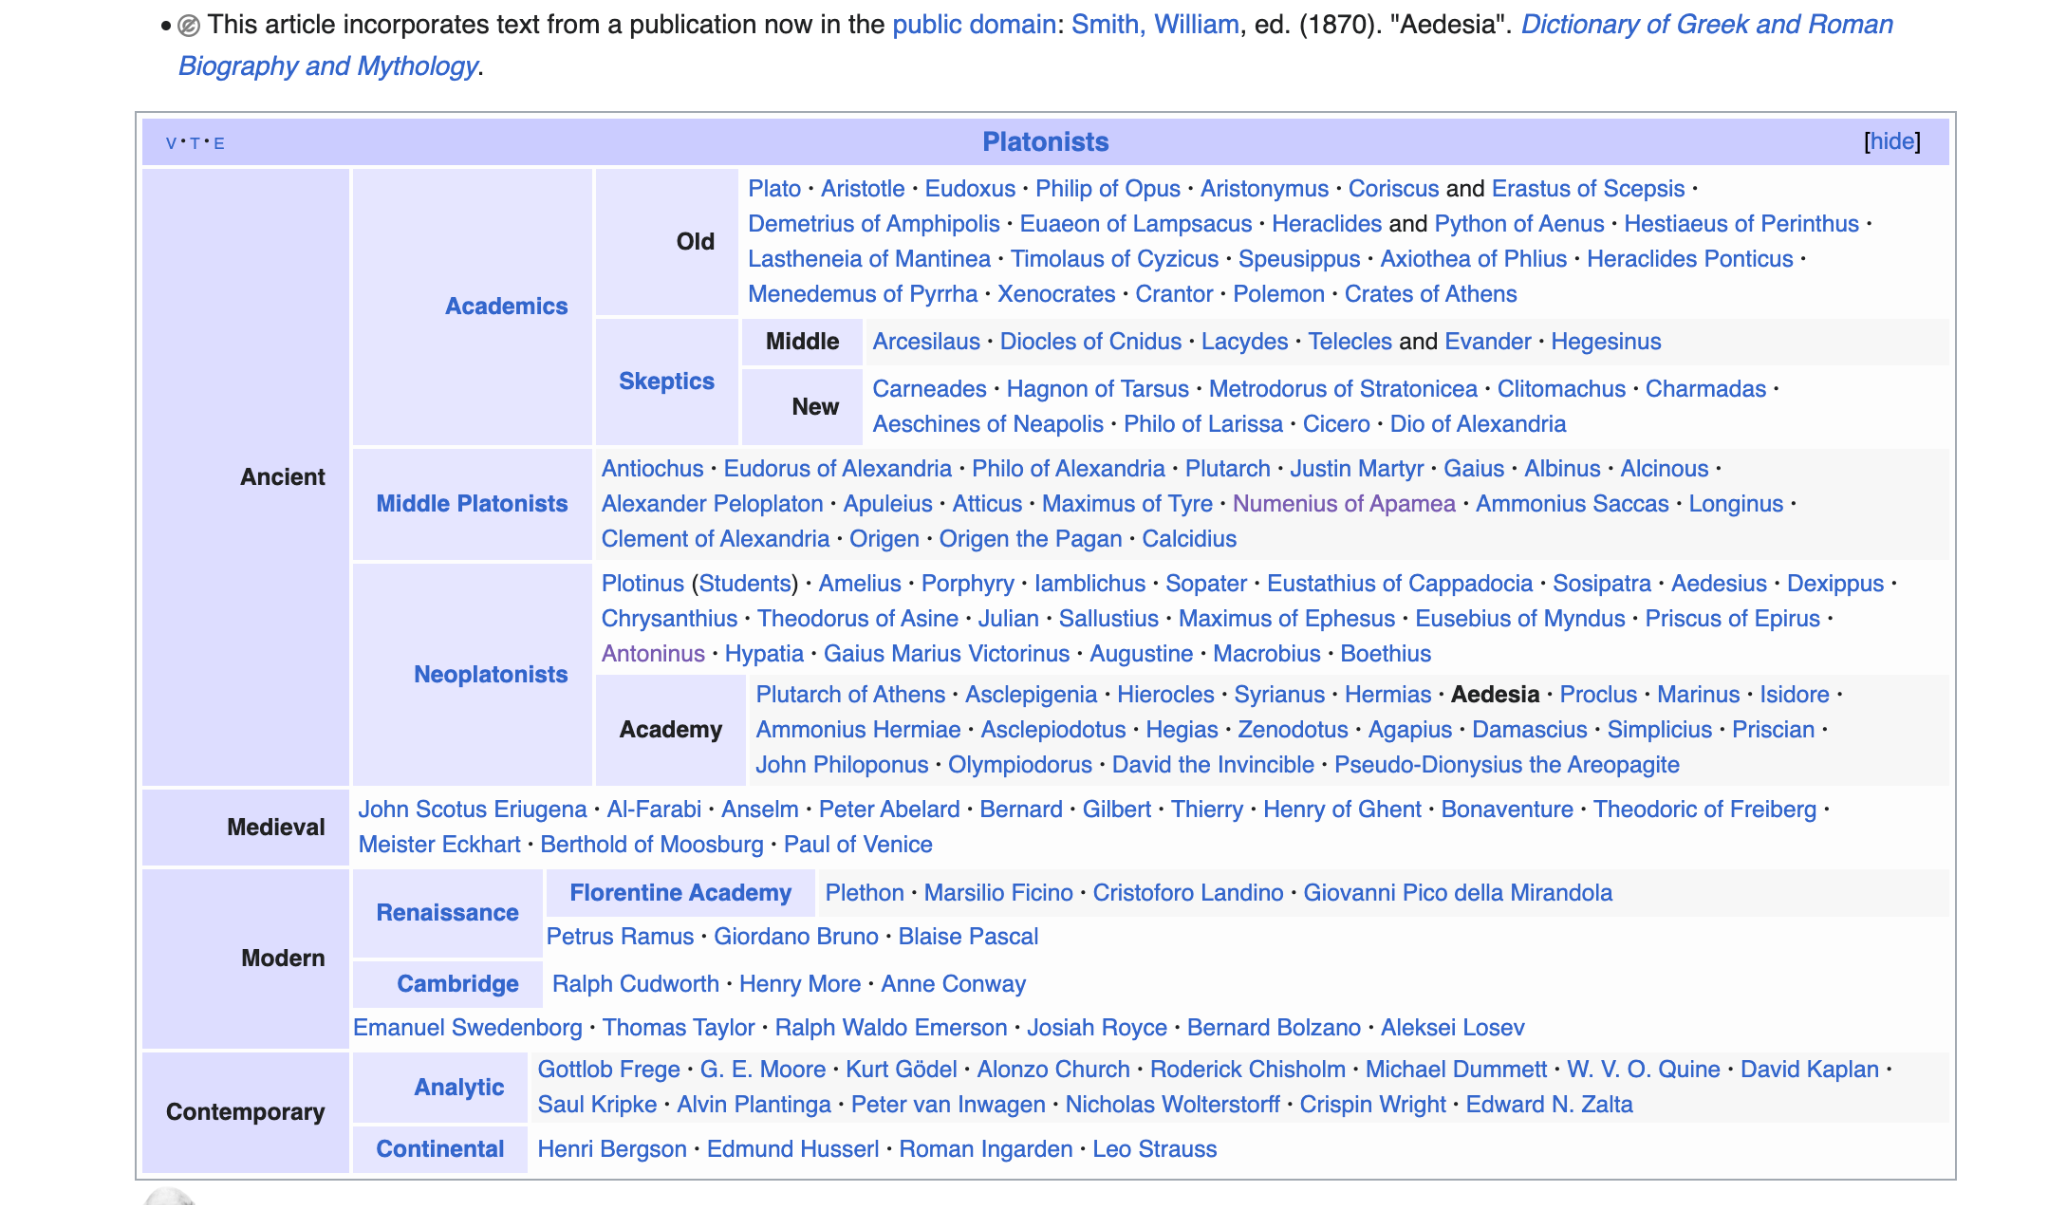 • This article incorporates text from a publication now in the public domain: Smith, William, ed. (1870). "Aedesia". Dictionary of Greek and Roman
Biography and Mythology.
V · T · E
Platonists
[hide]
Ancient
Academics
Old
Plato · Aristotle · Eudoxus · Philip of Opus · Aristonymus · Coriscus and Erastus of Scepsis ·
Demetrius of Amphipolis · Euaeon of Lampsacus · Heraclides and Python of Aenus · Hestiaeus of Perinthus ·
Lastheneia of Mantinea · Timolaus of Cyzicus · Speusippus · Axiothea of Phlius · Heraclides Ponticus ·
Menedemus of Pyrrha · Xenocrates · Crantor · Polemon · Crates of Athens
Skeptics
Middle
Arcesilaus · Diocles of Cnidus · Lacydes · Telecles and Evander · Hegesinus
New
Carneades · Hagnon of Tarsus · Metrodorus of Stratonicea · Clitomachus · Charmadas ·
Aeschines of Neapolis · Philo of Larissa · Cicero · Dio of Alexandria
Middle Platonists
Antiochus · Eudorus of Alexandria · Philo of Alexandria · Plutarch · Justin Martyr · Gaius · Albinus · Alcinous ·
Alexander Peloplaton · Apuleius · Atticus · Maximus of Tyre · Numenius of Apamea · Ammonius Saccas · Longinus ·
Clement of Alexandria · Origen · Origen the Pagan · Calcidius
Neoplatonists
Plotinus (Students) · Amelius · Porphyry · Iamblichus · Sopater · Eustathius of Cappadocia · Sosipatra · Aedesius · Dexippus ·
Chrysanthius · Theodorus of Asine · Julian · Sallustius · Maximus of Ephesus · Eusebius of Myndus · Priscus of Epirus ·
Antoninus · Hypatia · Gaius Marius Victorinus · Augustine · Macrobius · Boethius
Academy
Plutarch of Athens · Asclepigenia · Hierocles · Syrianus · Hermias · Aedesia · Proclus · Marinus · Isidore ·
Ammonius Hermiae · Asclepiodotus · Hegias · Zenodotus · Agapius · Damascius · Simplicius · Priscian ·
John Philoponus · Olympiodorus · David the Invincible · Pseudo-Dionysius the Areopagite
Medieval
John Scotus Eriugena · Al-Farabi · Anselm · Peter Abelard · Bernard · Gilbert · Thierry · Henry of Ghent · Bonaventure · Theodoric of Freiberg ·
Meister Eckhart · Berthold of Moosburg · Paul of Venice
Modern
Renaissance
Florentine Academy
Plethon · Marsilio Ficino · Cristoforo Landino · Giovanni Pico della Mirandola
Petrus Ramus · Giordano Bruno · Blaise Pascal
Cambridge
Ralph Cudworth · Henry More · Anne Conway
Emanuel Swedenborg · Thomas Taylor · Ralph Waldo Emerson · Josiah Royce · Bernard Bolzano · Aleksei Losev
Contemporary
Analytic
Gottlob Frege · G. E. Moore · Kurt Gödel · Alonzo Church · Roderick Chisholm · Michael Dummett · W. V. O. Quine · David Kaplan ·
Saul Kripke · Alvin Plantinga · Peter van Inwagen · Nicholas Wolterstorff · Crispin Wright · Edward N. Zalta
Continental
Henri Bergson · Edmund Husserl · Roman Ingarden · Leo Strauss